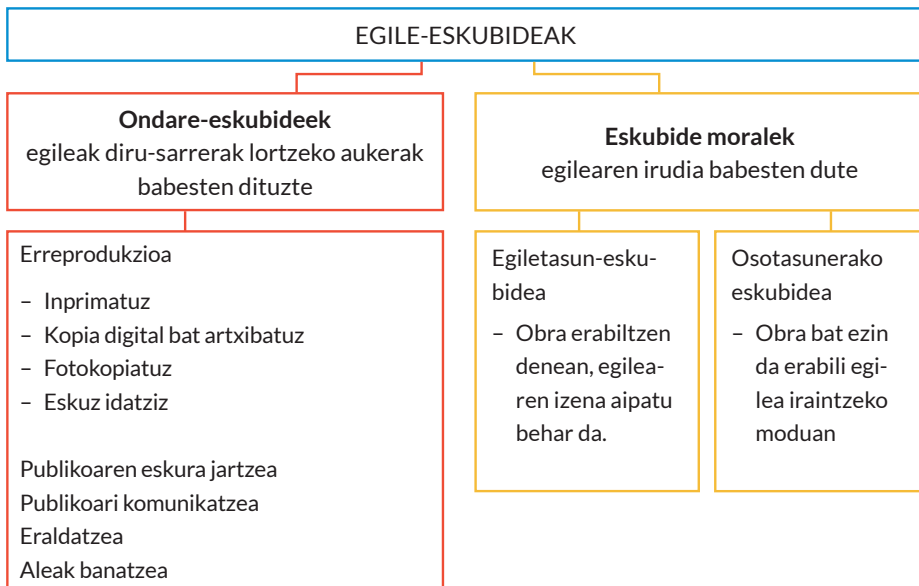 EGILE-ESKUBIDEAK
Ondare-eskubideek
egileak diru-sarrerak lortzeko aukerak
babesten dituzte
Eskubide moralek
egilearen irudia babesten dute
Erreprodukzioa
– Inprimatuz
– Kopia digital bat artxibatuz
– Fotokopiatuz
– Eskuz idatziz
Publikoaren eskura jartzea
Publikoari komunikatzea
Eraldatzea
Aleak banatzea
Egiletasun-esku-
bidea
– Obra erabiltzen
denean, egilea-
ren izena aipatu
behar da.
Osotasunerako
eskubidea
– Obra bat ezin
da erabili egi-
lea iraintzeko
moduan